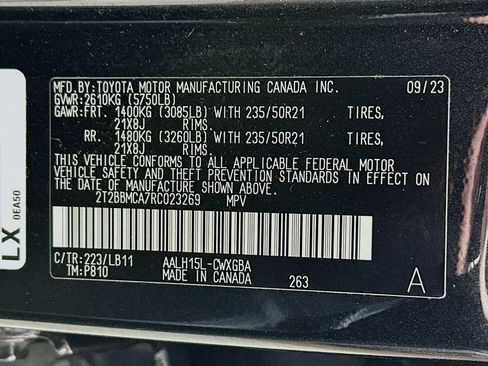 MFD.BY:TOYOTA MOTOR MANUFACTURING CANADA INC. 09/23
GVWR:2610KG (5750LB)
GAWR:FRT. 1400KG (3085LB) WITH 235/50R21 TIRES,
21X8J RIMS.
RR. 1480KG (3260LB) WITH 235/50R21 TIRES,
21X8J RIMS.
THIS VEHICLE CONFORMS TO ALL APPLICABLE FEDERAL MOTOR
VEHICLE SAFETY AND THEFT PREVENTION STANDARDS IN EFFECT
ON THE DATE OF MANUFACTURE SHOWN ABOVE.
2T2BBMCA7RC023269 MPV
C/TR:223/LB11 AALH15L-CWXGBA
TM:P810 MADE IN CANADA 263 A
LX 0EA50